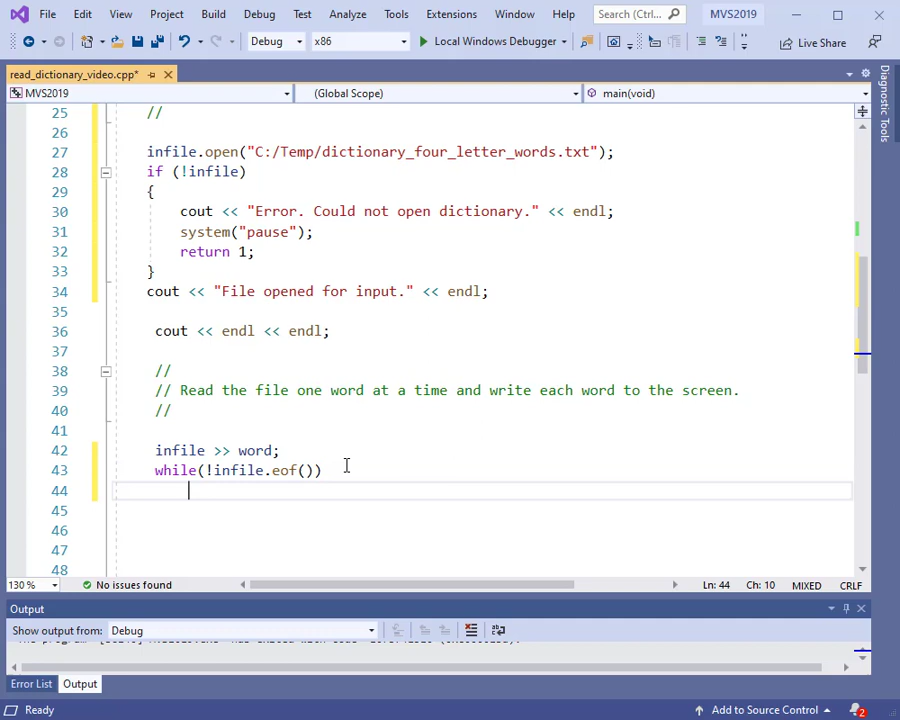 File Edit View Project Build Debug Test Analyze Tools Extensions Window Help Search (Ctrl... MVS2019
Debug x86 Local Windows Debugger Live Share
read_dictionary_video.cpp*
MVS2019 (Global Scope) main(void)
Diagnostic Tools
25 //
26
27 infile.open("C:/Temp/dictionary_four_letter_words.txt");
28 if (!infile)
29 {
30 cout << "Error. Could not open dictionary." << endl;
31 system("pause");
32 return 1;
33 }
34 cout << "File opened for input." << endl;
35
36 cout << endl << endl;
37
38 //
39 // Read the file one word at a time and write each word to the screen.
40 //
41
42 infile >> word;
43 while(!infile.eof())
44
45
46
47
48
130 % No issues found Ln: 44 Ch: 10 MIXED CRLF
Output
Show output from: Debug
Error List Output
Ready Add to Source Control 2